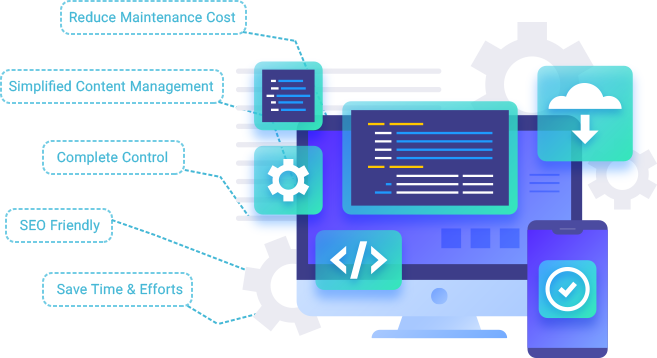 Reduce Maintenance Cost
Simplified Content Management
Complete Control
SEO Friendly
Save Time & Efforts